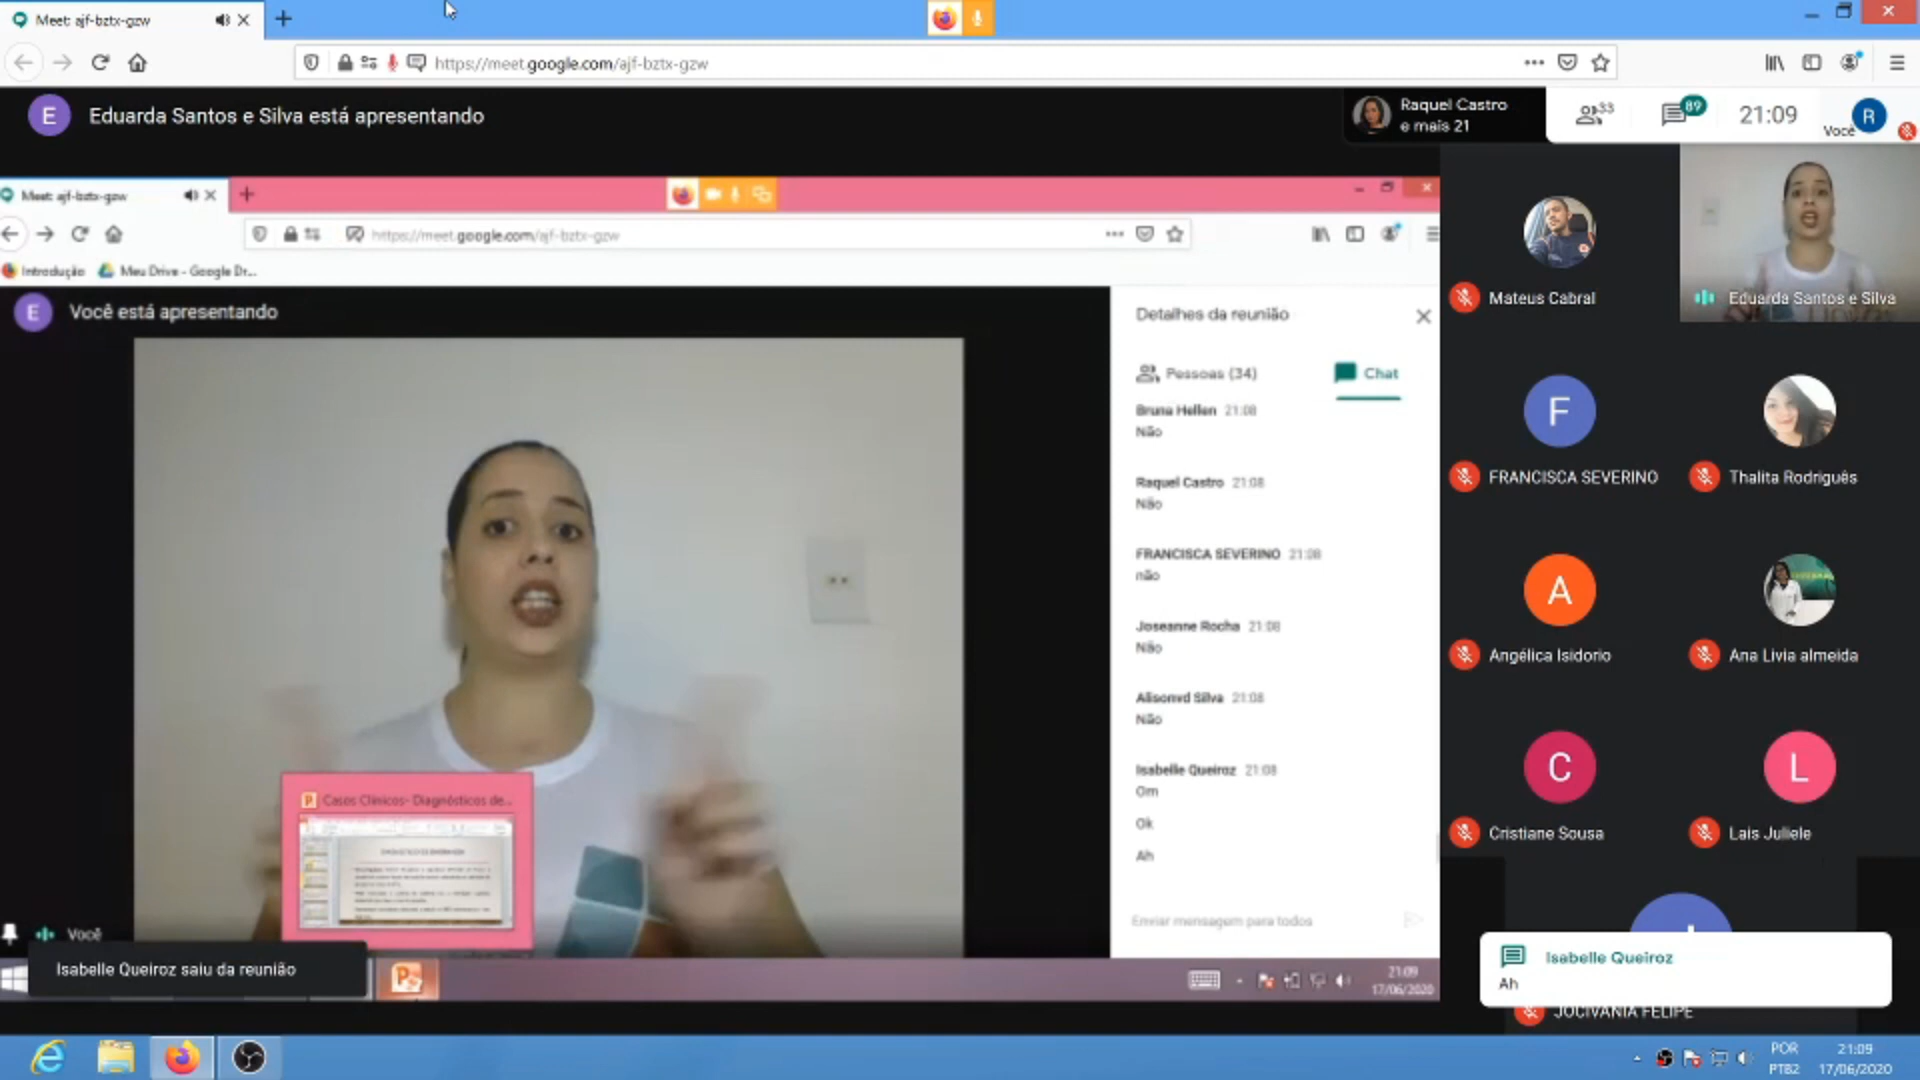 Meet: ajf-bztx-gzw
https://meet.google.com/ajf-bztx-gzw
E
Eduarda Santos e Silva está apresentando
Raquel Castro
e mais 21
33
89
21:09
Você
R
Meet: ajf-bztx-gzw
https://meet.google.com/ajf-bztx-gzw
Introdução
Meu Drive - Google Dr...
E
Você está apresentando
Detalhes da reunião
Pessoas (34)
Chat
Bruna Hellen 21:08
Não
Raquel Castro 21:08
Não
FRANCISCA SEVERINO 21:08
não
Joseanne Rocha 21:08
Não
Alisonvd Silva 21:08
Não
Isabelle Queiroz 21:08
Om
Ok
Ah
Enviar mensagem para todos
Casos Clínicos- Diagnósticos de...
Você
Isabelle Queiroz saiu da reunião
21:09
17/06/2020
Mateus Cabral
Eduarda Santos e Silva
F
FRANCISCA SEVERINO
Thalita Rodriguês
A
Angélica Isidorio
Ana Livia almeida
C
Cristiane Sousa
L
Lais Juliele
Isabelle Queiroz
Ah
JOCIVANIA FELIPE
POR
PTB2
21:09
17/06/2020